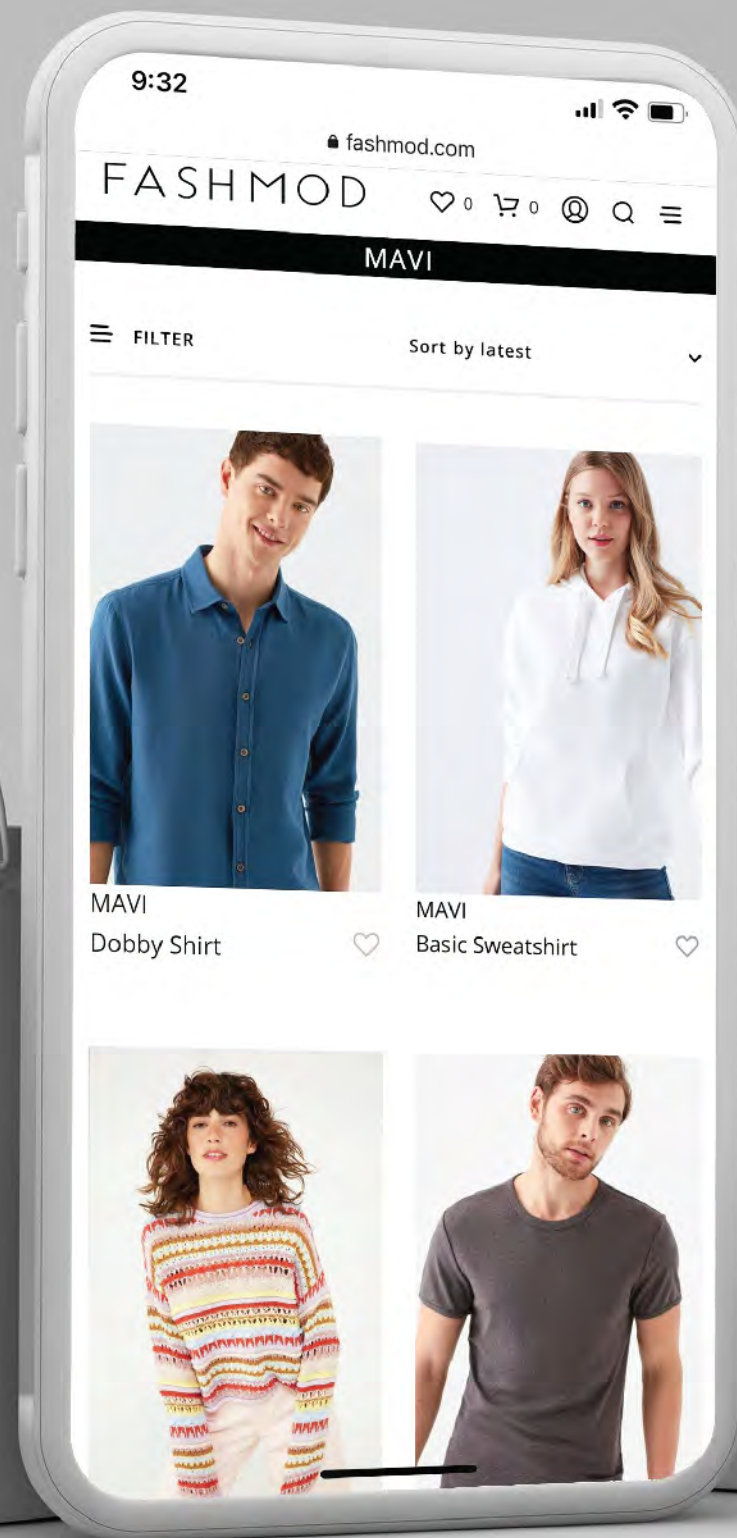 9:32
fashmod.com
FASHMOD
0 0
MAVI
FILTER
Sort by latest
MAVI
Dobby Shirt
MAVI
Basic Sweatshirt